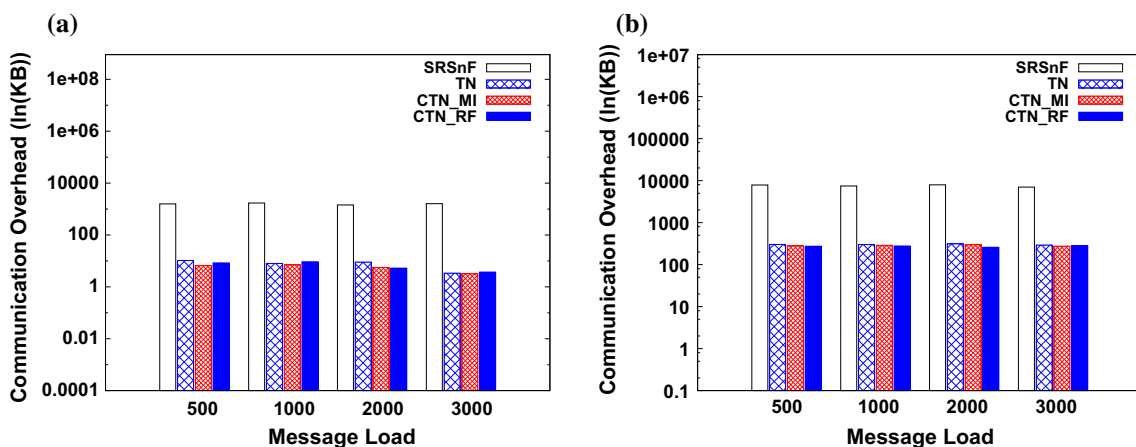 (a)
Communication Overhead (ln(KB))
1e+08
1e+06
10000
100
1
0.01
0.0001
SRSnF
TN
CTN_MI
CTN_RF
500 1000 2000 3000
Message Load
(b)
Communication Overhead (ln(KB))
1e+07
1e+06
100000
10000
1000
100
10
1
0.1
SRSnF
TN
CTN_MI
CTN_RF
500 1000 2000 3000
Message Load